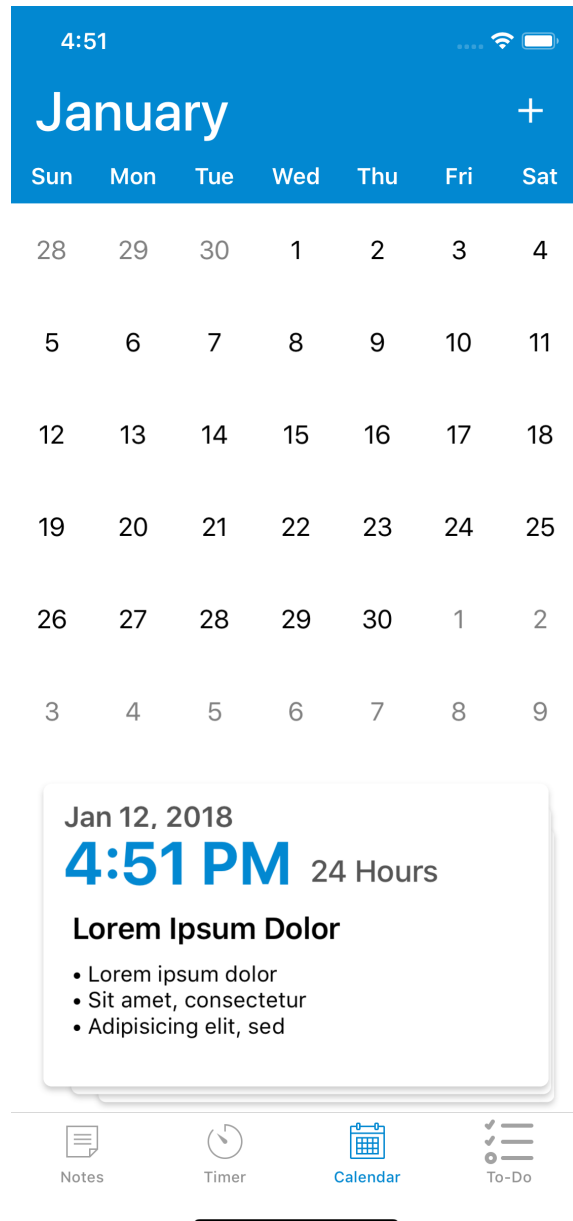 4:51
January +
Sun Mon Tue Wed Thu Fri Sat
28 29 30 1 2 3 4
5 6 7 8 9 10 11
12 13 14 15 16 17 18
19 20 21 22 23 24 25
26 27 28 29 30 1 2
3 4 5 6 7 8 9
Jan 12, 2018
4:51 PM 24 Hours
Lorem Ipsum Dolor
• Lorem ipsum dolor
• Sit amet, consectetur
• Adipisicing elit, sed
Notes Timer Calendar To-Do